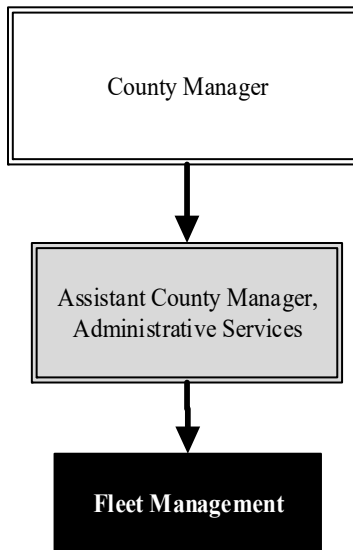 County Manager
Assistant County Manager,
Administrative Services
Fleet Management